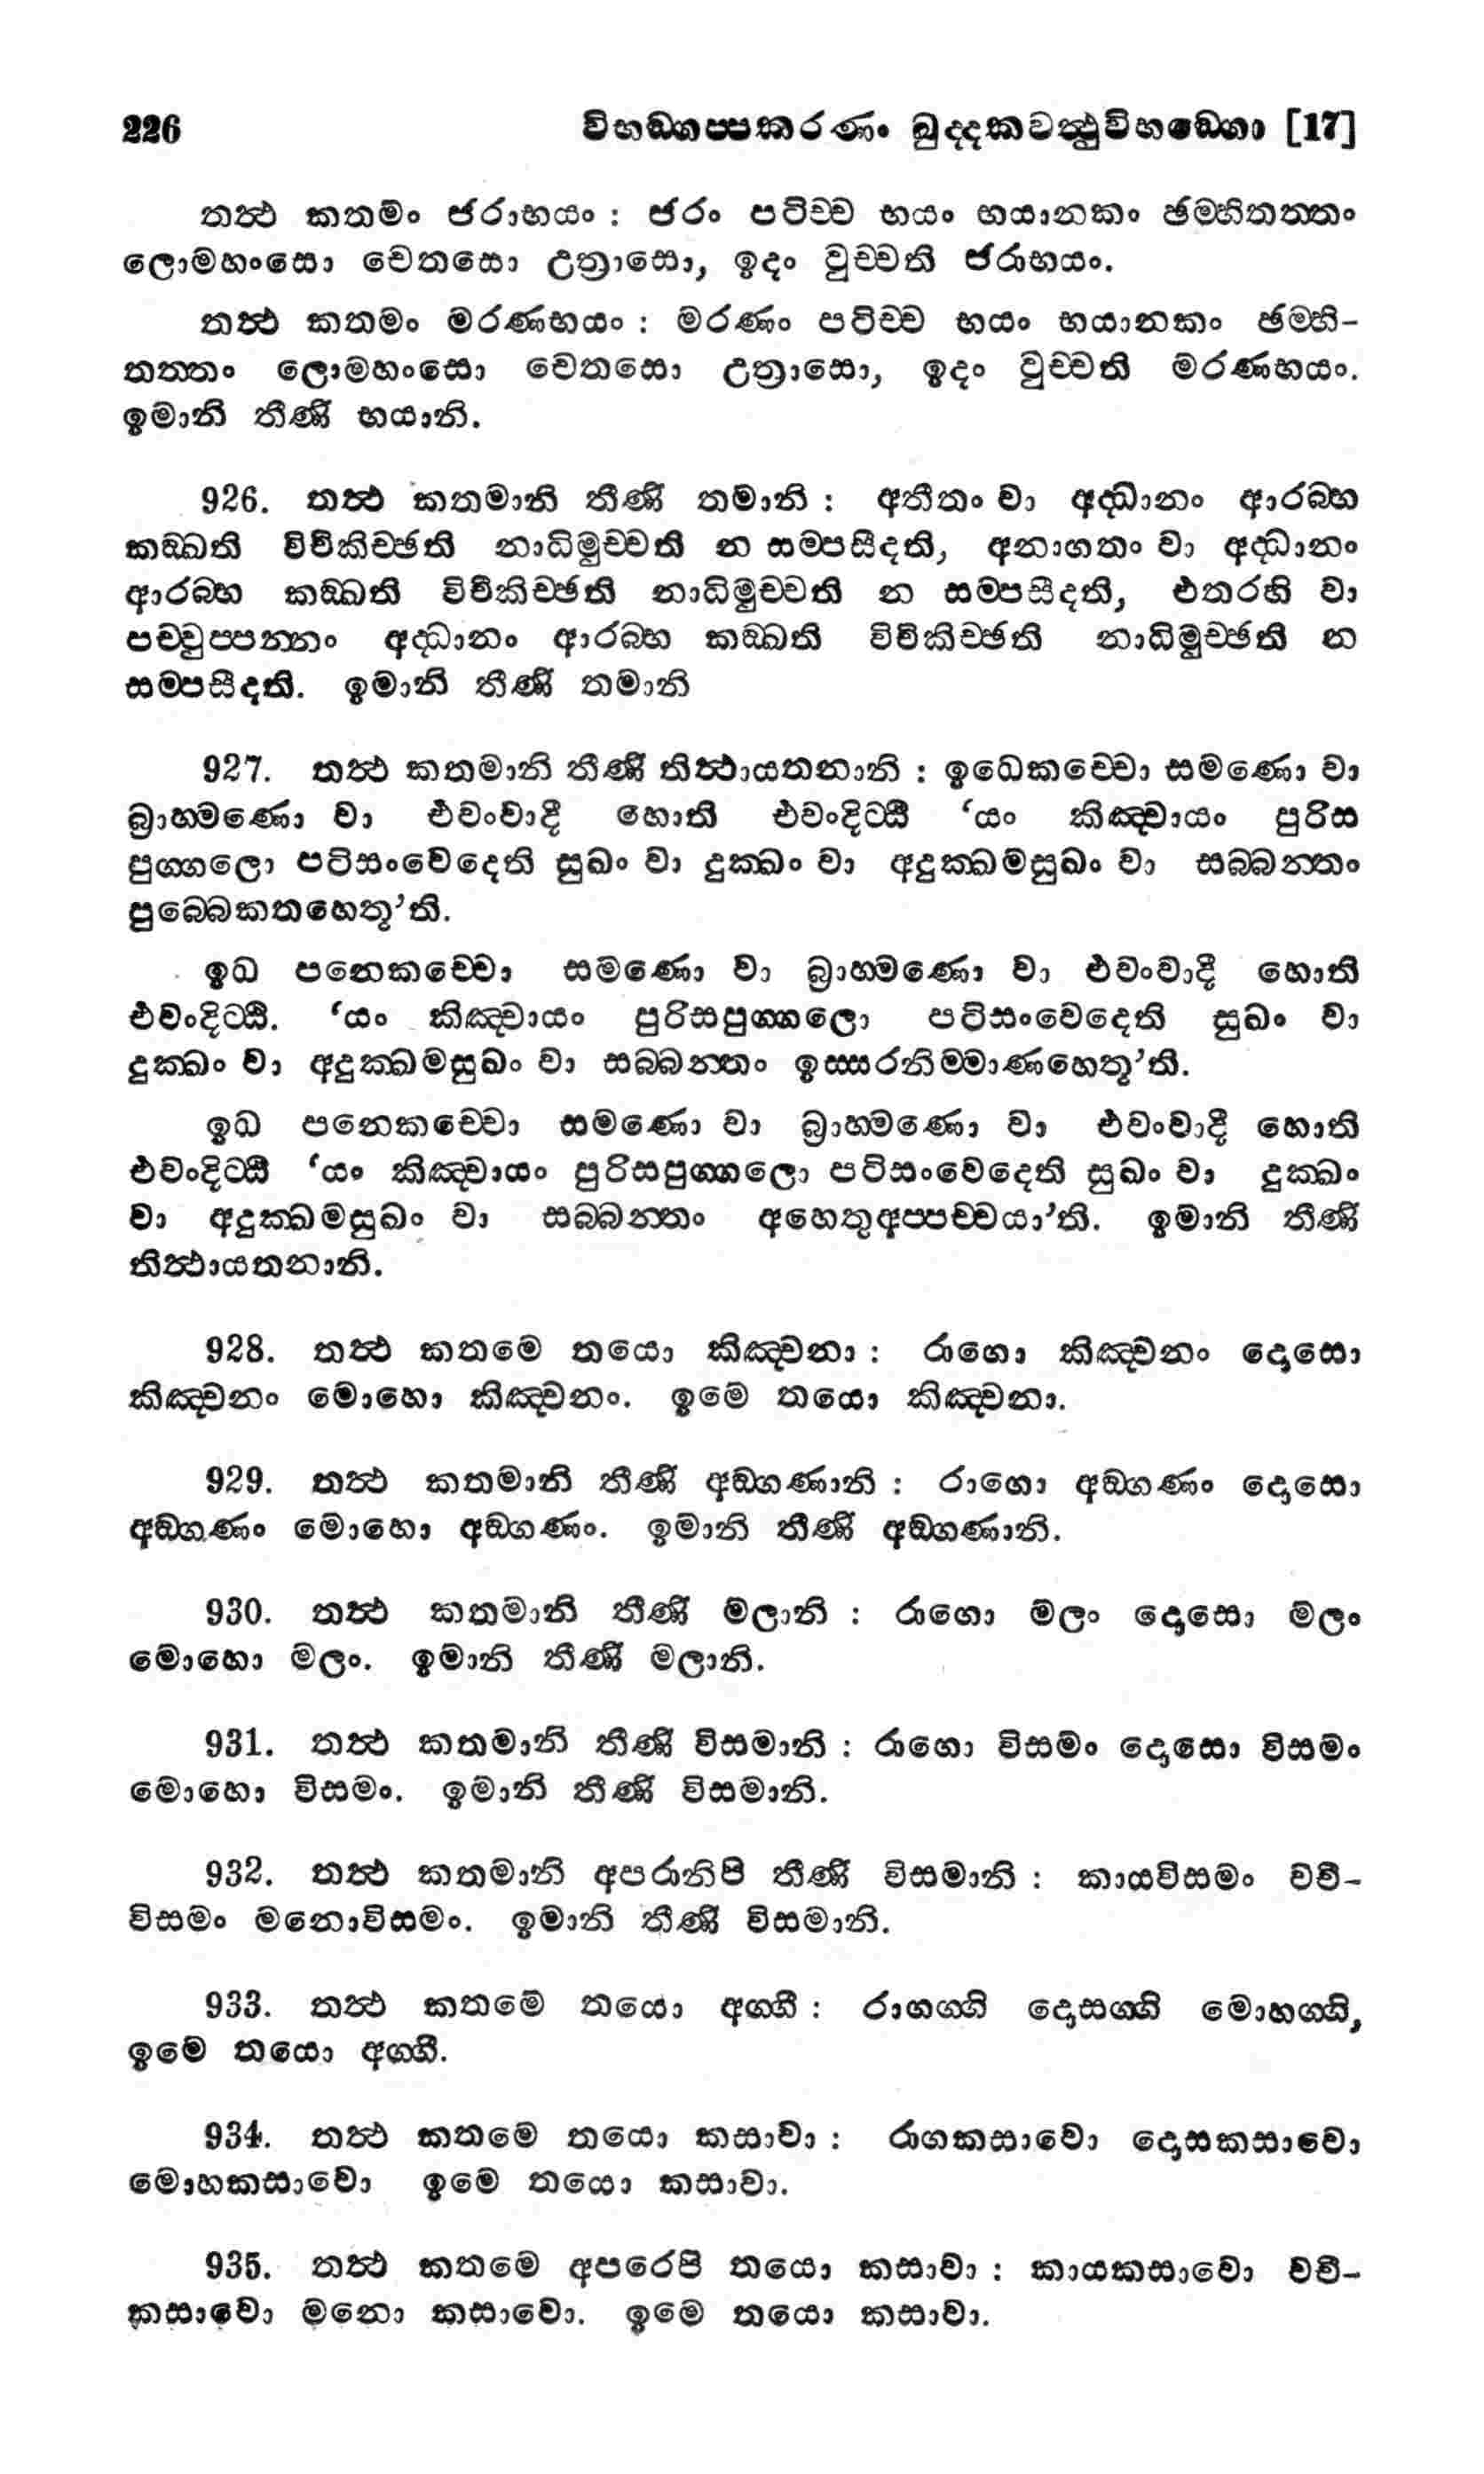 226 විභඞ්ගප්පකරණං ඛුද්දකවත්ථුවිභඞ්ගො [17]
තත්ථ කතමං ජරාභයං : ජරං පටිච්ච භයං භයානකං ඡම්භිතත්තං
ලොමහංසො චෙතසො උත්‍රාසො, ඉදං වුච්චති ජරාභයං.
තත්ථ කතමං මරණභයං : මරණං පටිච්ච භයං භයානකං ඡම්භි-
තත්තං ලොමහංසො චෙතසො උත්‍රාසො, ඉදං වුච්චති මරණභයං.
ඉමානි තීණි භයානි.
926. තත්ථ කතමානි තීණි තමානි : අතීතං වා අද්ධානං ආරබ්භ
කඞ්ඛති විචිකිච්ඡති නාධිමුච්චති න සම්පසීදති, අනාගතං වා අද්ධානං
ආරබ්භ කඞ්ඛති විචිකිච්ඡති නාධිමුච්චති න සම්පසීදති, එතරහි වා
පච්චුප්පන්නං අද්ධානං ආරබ්භ කඞ්ඛති විචිකිච්ඡති නාධිමුච්ඡති න
සම්පසීදති. ඉමානි තීණි තමානි
927. තත්ථ කතමානි තීණි තිත්ථායතනානි : ඉධෙකච්චො සමණො වා
බ්‍රාහ්මණො වා එවංවාදී හොති එවංදිට්ඨි ‘යං කිඤ්චායං පුරිස
පුග්ගලො පටිසංවෙදෙති සුඛං වා දුක්ඛං වා අදුක්ඛමසුඛං වා සබ්බන්තං
පුබ්බෙකතහෙතූ’ති.
ඉධ පනෙකච්චො සමණො වා බ්‍රාහ්මණො වා එවංවාදී හොති
එවංදිට්ඨි. ‘යං කිඤ්චායං පුරිසපුග්ගලො පටිසංවෙදෙති සුඛං වා
දුක්ඛං වා අදුක්ඛමසුඛං වා සබ්බන්තං ඉස්සරනිම්මාණහෙතූ’ති.
ඉධ පනෙකච්චො සමණො වා බ්‍රාහ්මණො වා එවංවාදී හොති
එවංදිට්ඨි ‘යං කිඤ්චායං පුරිසපුග්ගලො පටිසංවෙදෙති සුඛං වා දුක්ඛං
වා අදුක්ඛමසුඛං වා සබ්බන්තං අහෙතුඅප්පච්චයා’ති. ඉමානි තීණි
තිත්ථායතනානි.
928. තත්ථ කතමෙ තයො කිඤ්චනා : රාගො කිඤ්චනං දොසො
කිඤ්චනං මොහො කිඤ්චනං. ඉමෙ තයො කිඤ්චනා.
929. තත්ථ කතමානි තීණි අඞ්ගණානි : රාගො අඞ්ගණං දොසො
අඞ්ගණං මොහො අඞ්ගණං. ඉමානි තීණි අඞ්ගණානි.
930. තත්ථ කතමානි තීණි මලානි : රාගො මලං දොසො මලං
මොහො මලං. ඉමානි තීණි මලානි.
931. තත්ථ කතමානි තීණි විසමානි : රාගො විසමං දොසො විසමං
මොහො විසමං. ඉමානි තීණි විසමානි.
932. තත්ථ කතමානි අපරානිපි තීණි විසමානි : කායවිසමං වචී-
විසමං මනොවිසමං. ඉමානි තීණි විසමානි.
933. තත්ථ කතමෙ තයො අග්ගී : රාගග්ගි දොසග්ගි මොහග්ගි,
ඉමෙ තයො අග්ගී.
934. තත්ථ කතමෙ තයො කසාවා : රාගකසාවො දොසකසාවො
මොහකසාවො ඉමෙ තයො කසාවා.
935. තත්ථ කතමෙ අපරෙපි තයො කසාවා : කායකසාවො වචී-
කසාවො මනො කසාවො. ඉමෙ තයො කසාවා.